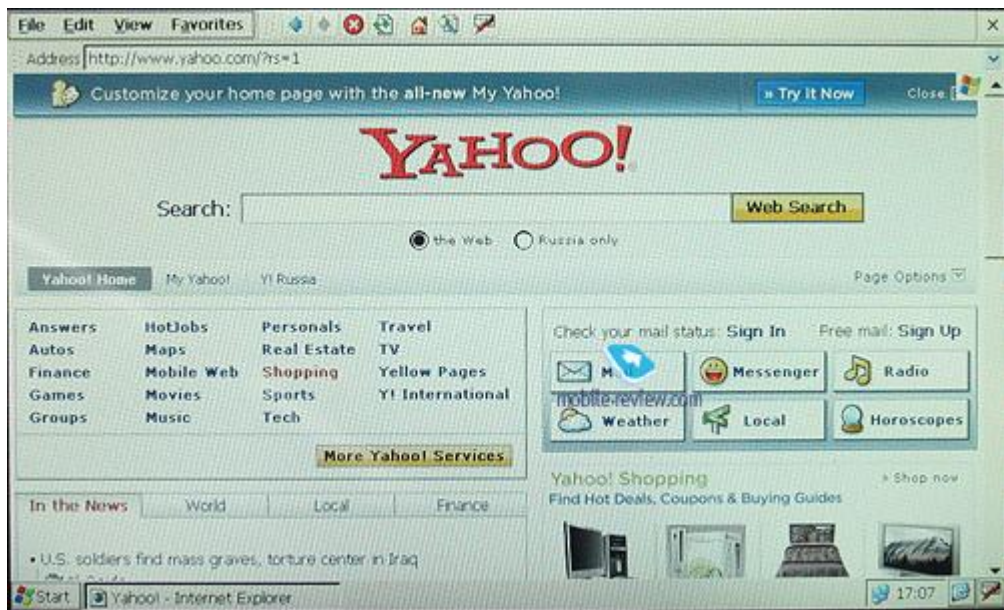 File Edit View Favorites
Address http://www.yahoo.com/?rs=1
Customize your home page with the all-new My Yahoo! » Try it Now Close
YAHOO!
Search: Web Search
the Web Russia only
Yahoo! Home My Yahoo! Y! Russia Page Options
Answers HotJobs Personals Travel
Autos Maps Real Estate TV
Finance Mobile Web Shopping Yellow Pages
Games Movies Sports Y! International
Groups Music Tech
More Yahoo! Services
Check your mail status: Sign In Free mail: Sign Up
Messenger Radio
mobile-review.com
Weather Local Horoscopes
Yahoo! Shopping » Shop now
Find Hot Deals, Coupons & Buying Guides
In the News World Local Finance
• U.S. soldiers find mass graves, torture center in Iraq
Start Yahoo! - Internet Explorer 17:07